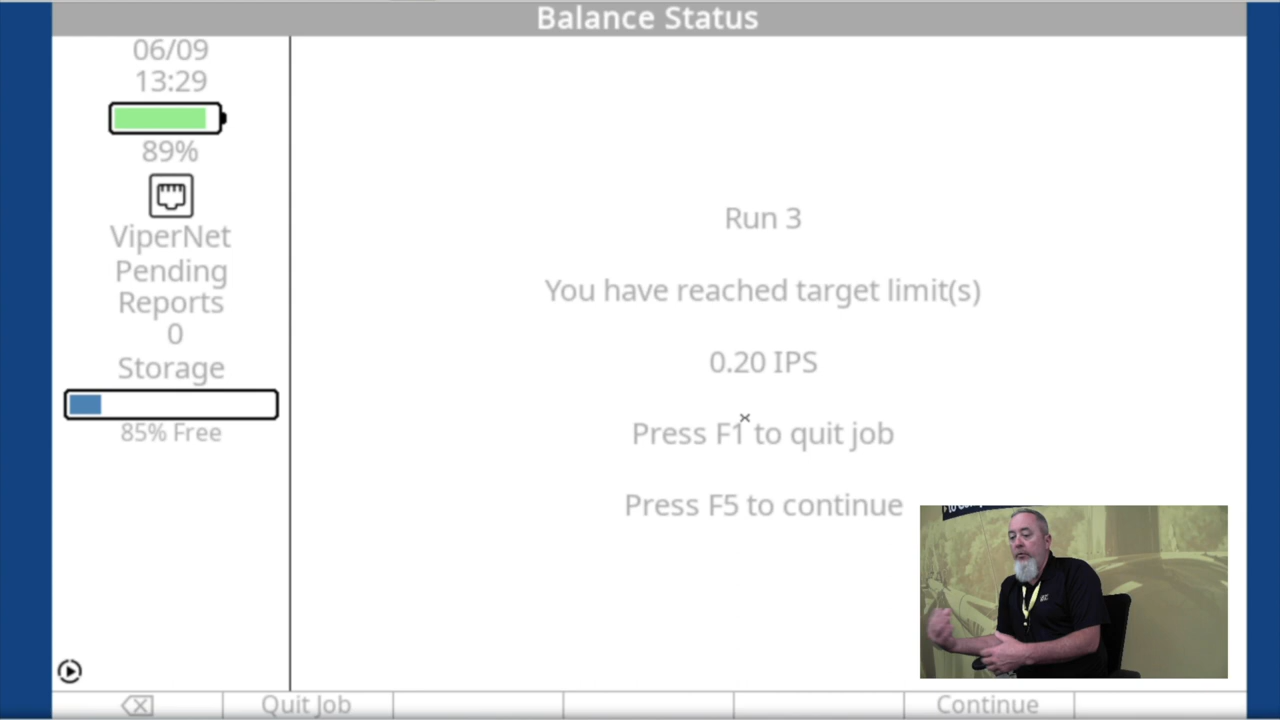 Balance Status
06/09
13:29
89%
ViperNet
Pending
Reports
0
Storage
85% Free
Run 3
You have reached target limit(s)
0.20 IPS
Press F1 to quit job
Press F5 to continue
Quit Job
Continue